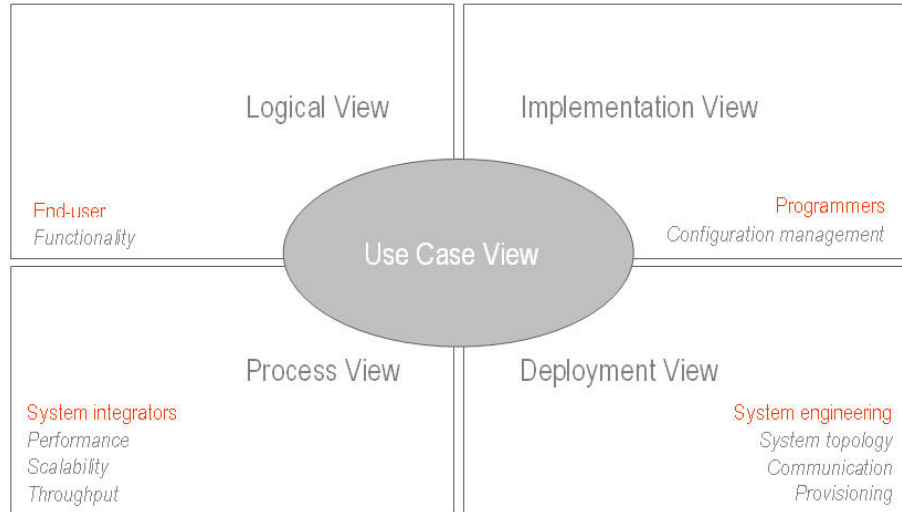 Logical View
End-user
Functionality
Implementation View
Programmers
Configuration management
Use Case View
Process View
System integrators
Performance
Scalability
Throughput
Deployment View
System engineering
System topology
Communication
Provisioning